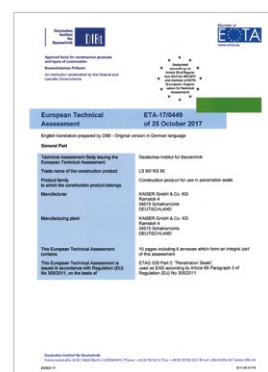 Deutsches
Institut
für
Bautechnik
DIBt
Approval body for construction products
and types of construction
Bautechnisches Prüfamt
An institution established by the Federal and
Laender Governments
Designated
according to
Member of
EOTA
www.eota.eu
European Technical
Assessment
ETA-17/0449
of 25 October 2017
English translation prepared by DIBt - Original version in German language
General Part
Technical Assessment Body issuing the
European Technical Assessment
Deutsches Institut für Bautechnik
Trade name of the construction product
LS 90/ RS 90
Product family
to which the construction product belongs
Construction product for use in penetration seals
Manufacturer
KAISER GmbH & Co. KG
Ramsloh 4
58579 Schalksmühle
DEUTSCHLAND
Manufacturing plant
KAISER GmbH & Co. KG
Ramsloh 4
58579 Schalksmühle
DEUTSCHLAND
This European Technical Assessment
contains
10 pages including 6 annexes which form an integral part
of this assessment
This European Technical Assessment is
issued in accordance with Regulation (EU)
No 305/2011, on the basis of
ETAG 026 Part 2: "Penetration Seals",
used as EAD according to Article 66 Paragraph 3 of
Regulation (EU) No 305/2011
Deutsches Institut für Bautechnik